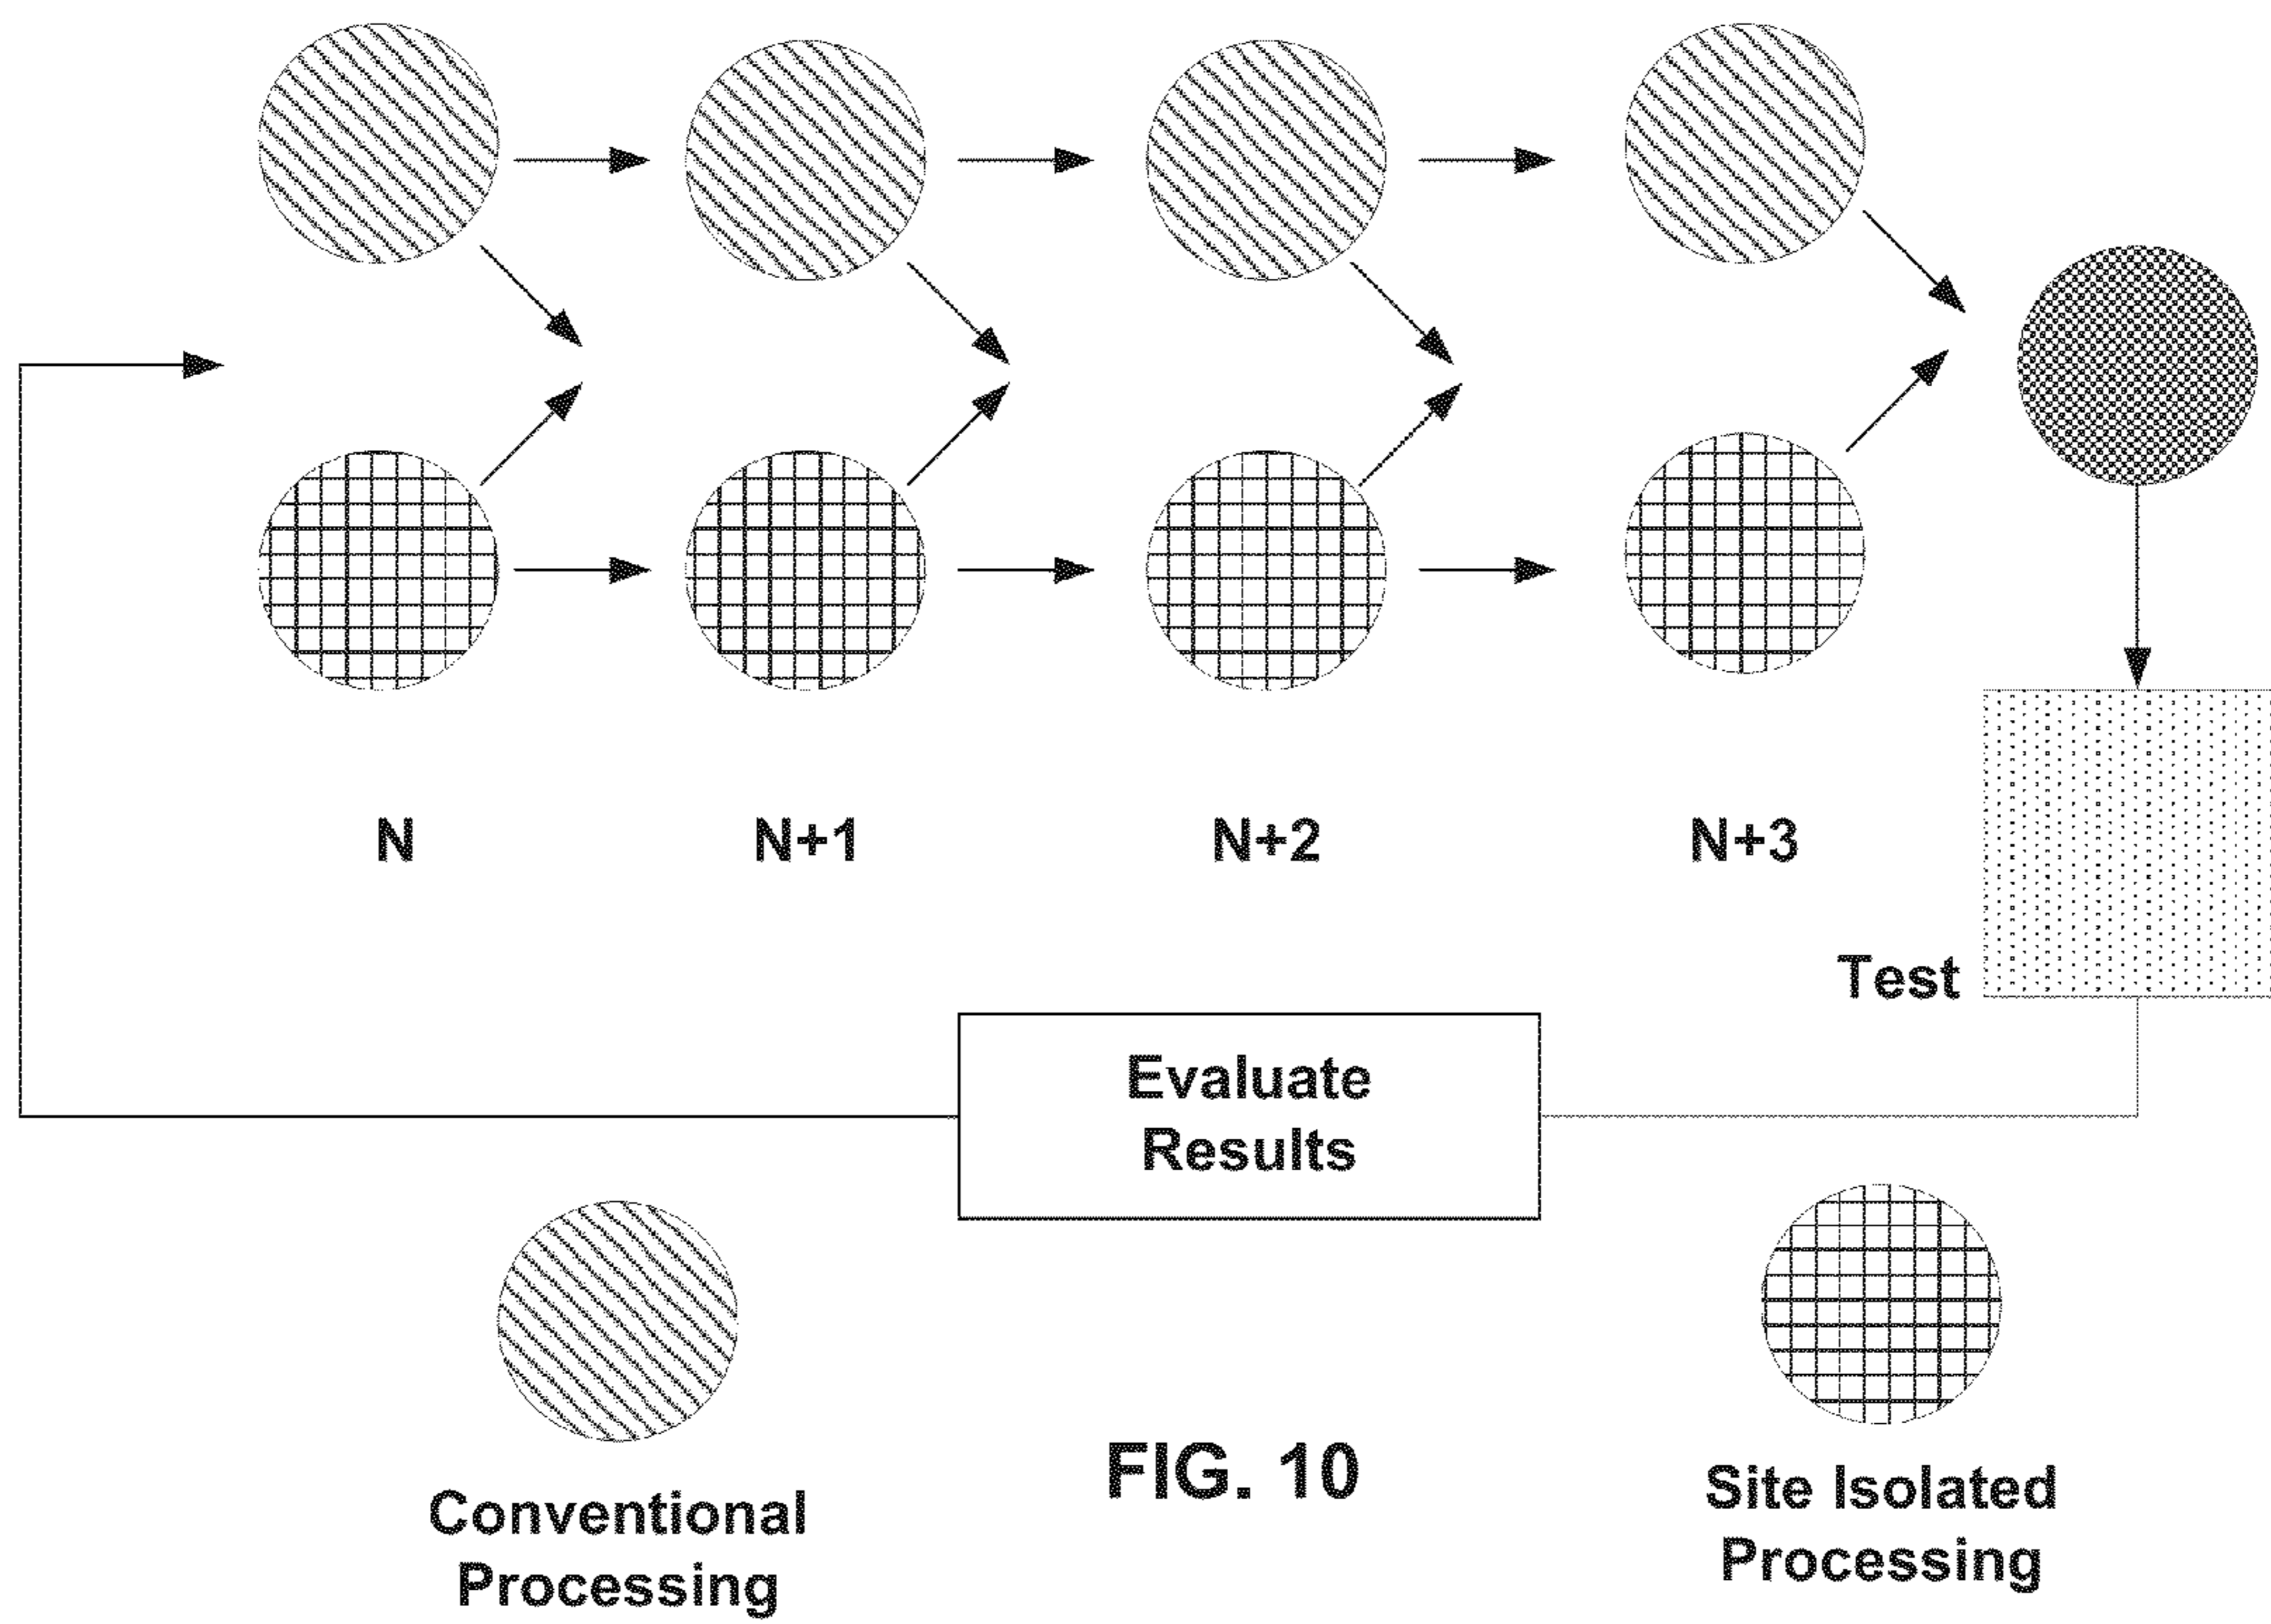 N
N+1
N+2
N+3
Test
Evaluate
Results
Conventional
Processing
FIG. 10
Site Isolated
Processing